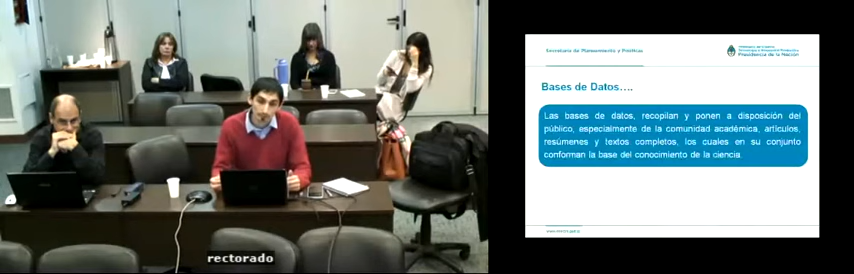 rectorado
Secretaría de Planeamiento y Políticas
Presidencia de la Nación
Bases de Datos....
Las bases de datos, recopilan y ponen a disposición del
público, especialmente de la comunidad académica, artículos,
resúmenes y textos completos, los cuales en su conjunto
conforman la base del conocimiento de la ciencia.